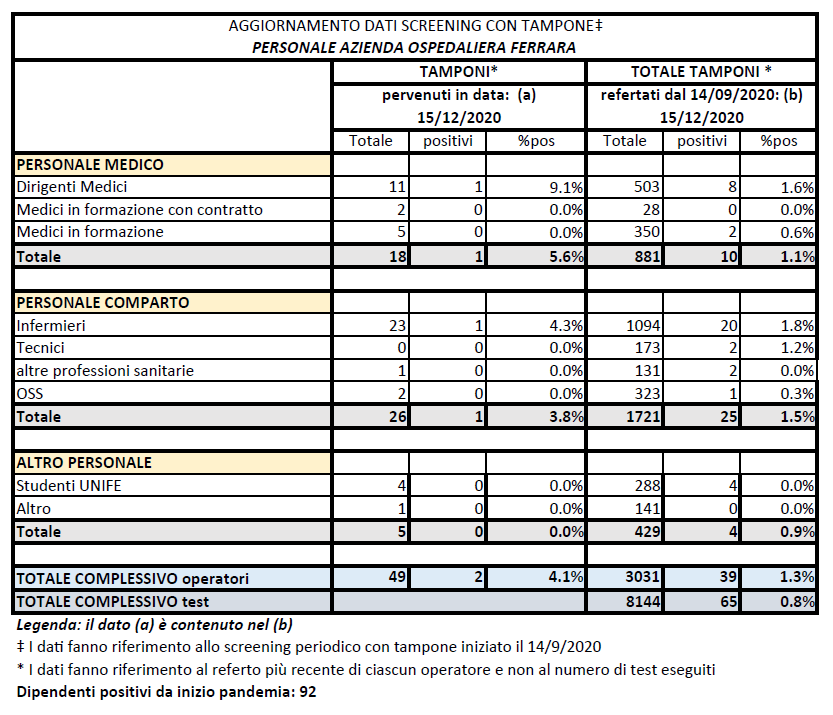 AGGIORNAMENTO DATI SCREENING CON TAMPONE‡
PERSONALE AZIENDA OSPEDALIERA FERRARA
TAMPONI* TOTALE TAMPONI *
pervenuti in data: (a) refertati dal 14/09/2020: (b)
15/12/2020 15/12/2020
Totale positivi %pos Totale positivi %pos
PERSONALE MEDICO
Dirigenti Medici 11 1 9.1% 503 8 1.6%
Medici in formazione con contratto 2 0 0.0% 28 0 0.0%
Medici in formazione 5 0 0.0% 350 2 0.6%
Totale 18 1 5.6% 881 10 1.1%
PERSONALE COMPARTO
Infermieri 23 1 4.3% 1094 20 1.8%
Tecnici 0 0 0.0% 173 2 1.2%
altre professioni sanitarie 1 0 0.0% 131 2 0.0%
OSS 2 0 0.0% 323 1 0.3%
Totale 26 1 3.8% 1721 25 1.5%
ALTRO PERSONALE
Studenti UNIFE 4 0 0.0% 288 4 0.0%
Altro 1 0 0.0% 141 0 0.0%
Totale 5 0 0.0% 429 4 0.9%
TOTALE COMPLESSIVO operatori 49 2 4.1% 3031 39 1.3%
TOTALE COMPLESSIVO test 8144 65 0.8%
Legenda: il dato (a) è contenuto nel (b)
‡ I dati fanno riferimento allo screening periodico con tampone iniziato il 14/9/2020
* I dati fanno riferimento al referto più recente di ciascun operatore e non al numero di test eseguiti
Dipendenti positivi da inizio pandemia: 92